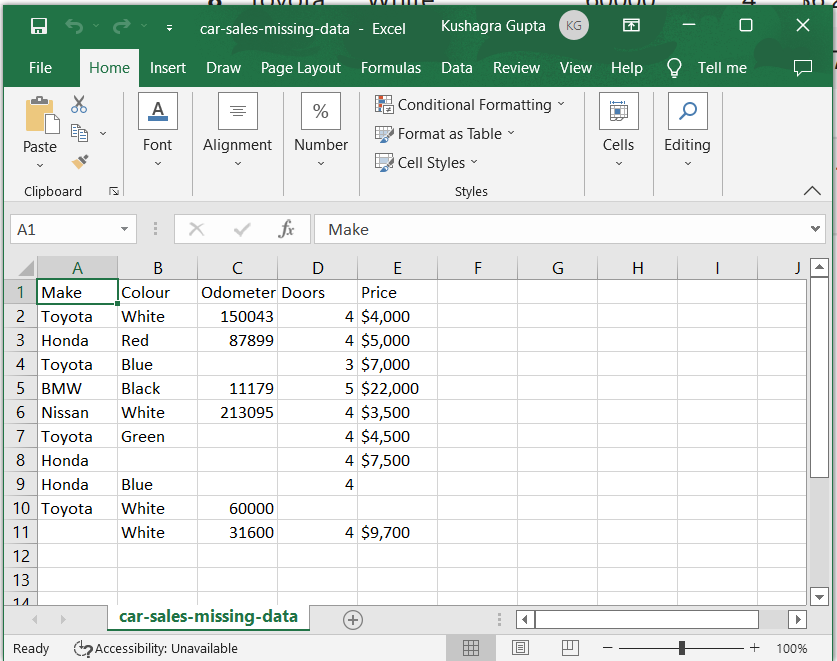 Toyota White 60000 4
car-sales-missing-data - Excel Kushagra Gupta KG
File Home Insert Draw Page Layout Formulas Data Review View Help Tell me
Paste
Clipboard
A
Font
Alignment
%
Number
Conditional Formatting
Format as Table
Cell Styles
Styles
Cells
Editing
A1 fx Make
A B C D E F G H I J
1 Make Colour Odometer Doors Price
2 Toyota White 150043 4 $4,000
3 Honda Red 87899 4 $5,000
4 Toyota Blue 3 $7,000
5 BMW Black 11179 5 $22,000
6 Nissan White 213095 4 $3,500
7 Toyota Green 4 $4,500
8 Honda 4 $7,500
9 Honda Blue 4
10 Toyota White 60000
11 White 31600 4 $9,700
12
13
14
car-sales-missing-data
Ready Accessibility: Unavailable 100%